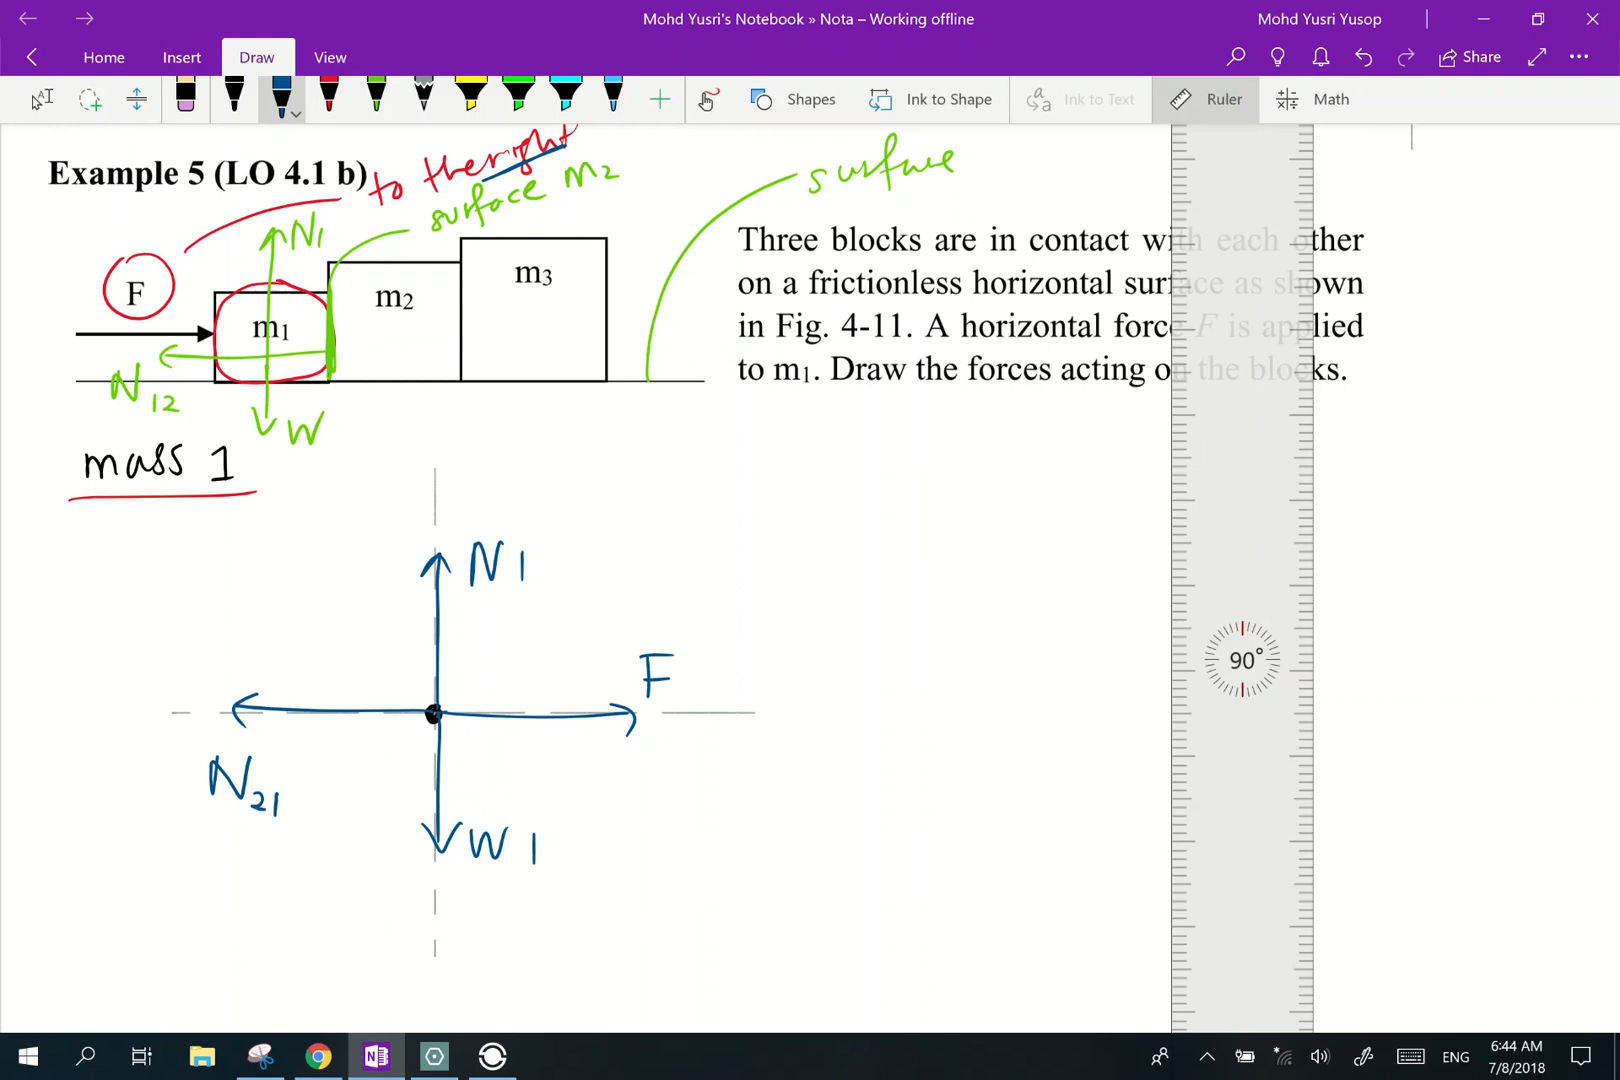 Mohd Yusri's Notebook » Nota – Working offline
Mohd Yusri Yusop
Home Insert Draw View
Share
Shapes Ink to Shape Ink to Text Ruler Math
Example 5 (LO 4.1 b)
to the right
surface m2
surface
N1
F
m1
m2
m3
N12
W
Three blocks are in contact with each other
on a frictionless horizontal surface as shown
in Fig. 4-11. A horizontal force F is applied
to m1. Draw the forces acting on the blocks.
mass 1
N1
F
N21
W1
90°
ENG
6:44 AM
7/8/2018